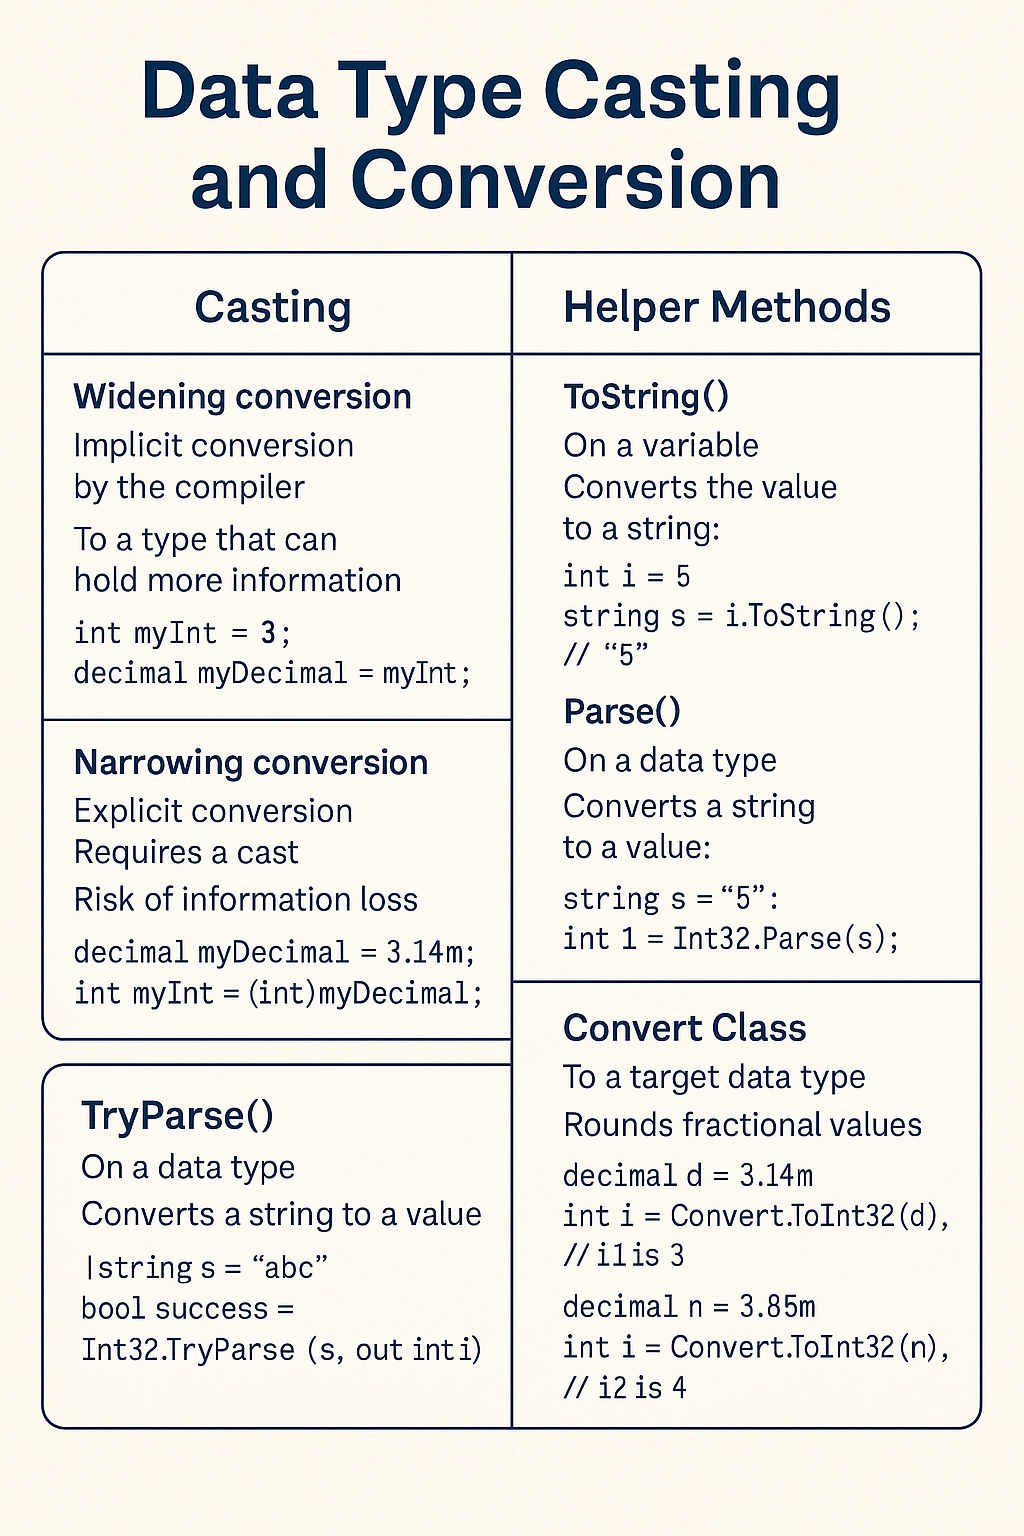 Data Type Casting
and Conversion
Casting
Widening conversion
Implicit conversion
by the compiler
To a type that can
hold more information
int myInt = 3;
decimal myDecimal = myInt;
Narrowing conversion
Explicit conversion
Requires a cast
Risk of information loss
decimal myDecimal = 3.14m;
int myInt = (int)myDecimal;
TryParse()
On a data type
Converts a string to a value
|string s = “abc”
bool success =
Int32.TryParse (s, out int i)
Helper Methods
ToString()
On a variable
Converts the value
to a string:
int i = 5
string s = i.ToString();
// “5”
Parse()
On a data type
Converts a string
to a value:
string s = “5”:
int 1 = Int32.Parse(s);
Convert Class
To a target data type
Rounds fractional values
decimal d = 3.14m
int i = Convert.ToInt32(d),
// i1 is 3
decimal n = 3.85m
int i = Convert.ToInt32(n),
// i2 is 4